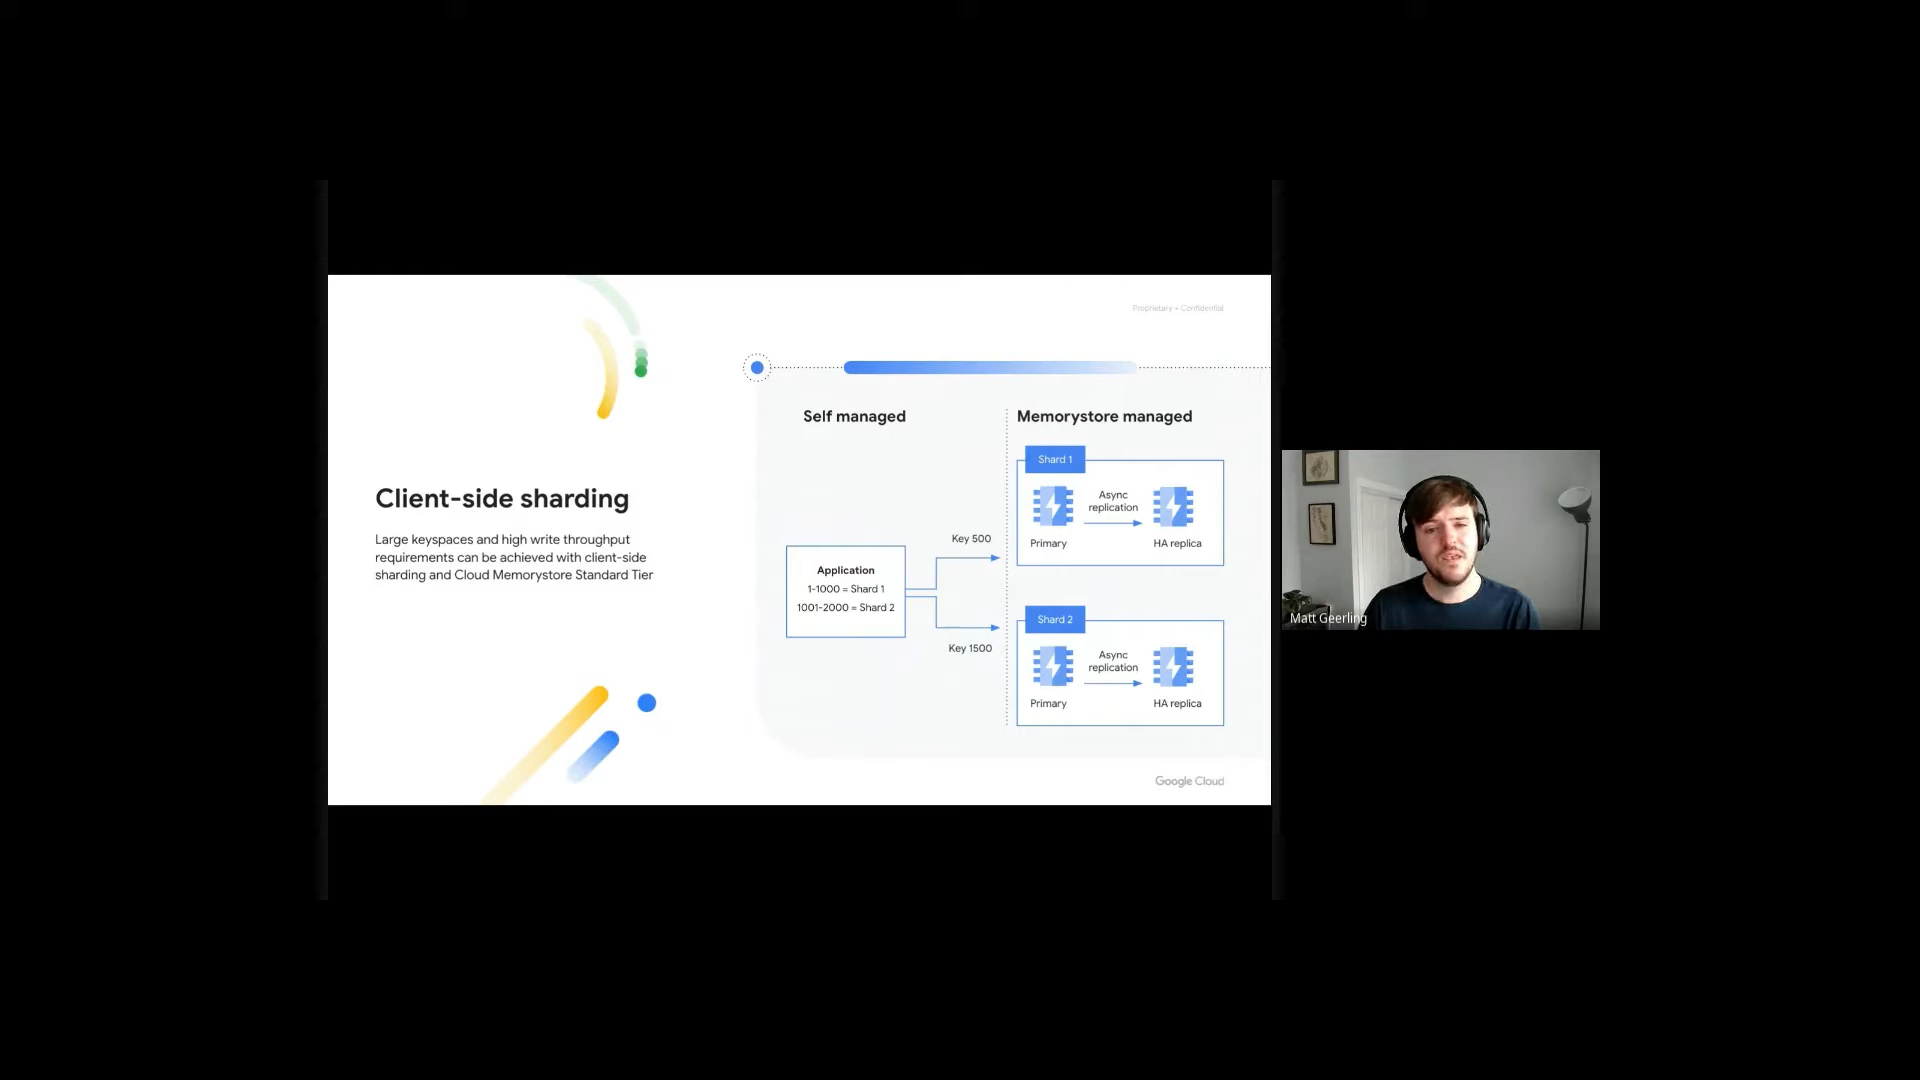 Proprietary + Confidential
Client-side sharding
Large keyspaces and high write throughput
requirements can be achieved with client-side
sharding and Cloud Memorystore Standard Tier
Self managed
Application
1-1000 = Shard 1
1001-2000 = Shard 2
Key 500
Key 1500
Memorystore managed
Shard 1
Async
replication
Primary
HA replica
Shard 2
Async
replication
Primary
HA replica
Google Cloud
Matt Geerling